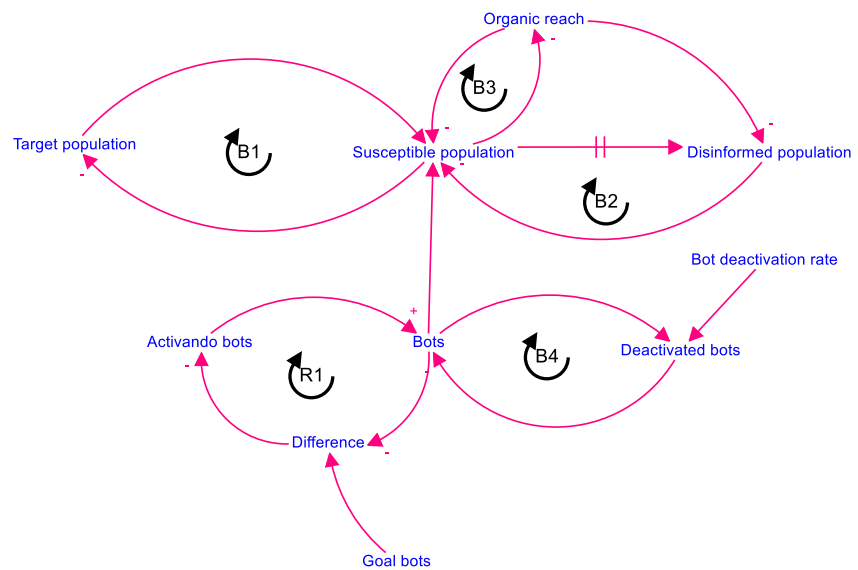 Organic reach
-
B3
-
-
Target population
B1
Susceptible population
-
Disinformed population
-
B2
Bot deactivation rate
+
Activando bots
Bots
Deactivated bots
B4
-
-
R1
Difference
-
Goal bots